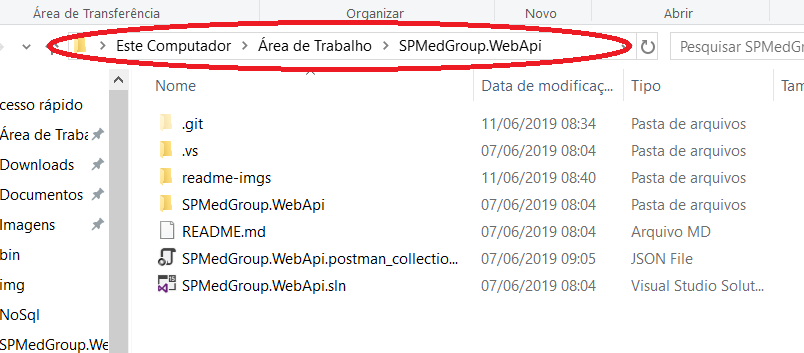 Área de Transferência Organizar Novo Abrir
Este Computador Área de Trabalho SPMedGroup.WebApi Pesquisar SPMedGr
Nome Data de modificaç... Tipo Tam
cesso rápido
Área de Traba
Downloads
Documentos
Imagens
bin
img
NoSql
SPMedGroup.We
.git 11/06/2019 08:34 Pasta de arquivos
.vs 07/06/2019 08:04 Pasta de arquivos
readme-imgs 11/06/2019 08:40 Pasta de arquivos
SPMedGroup.WebApi 07/06/2019 08:04 Pasta de arquivos
README.md 07/06/2019 08:04 Arquivo MD
SPMedGroup.WebApi.postman_collectio... 07/06/2019 09:05 JSON File
SPMedGroup.WebApi.sln 07/06/2019 08:04 Visual Studio Solut...